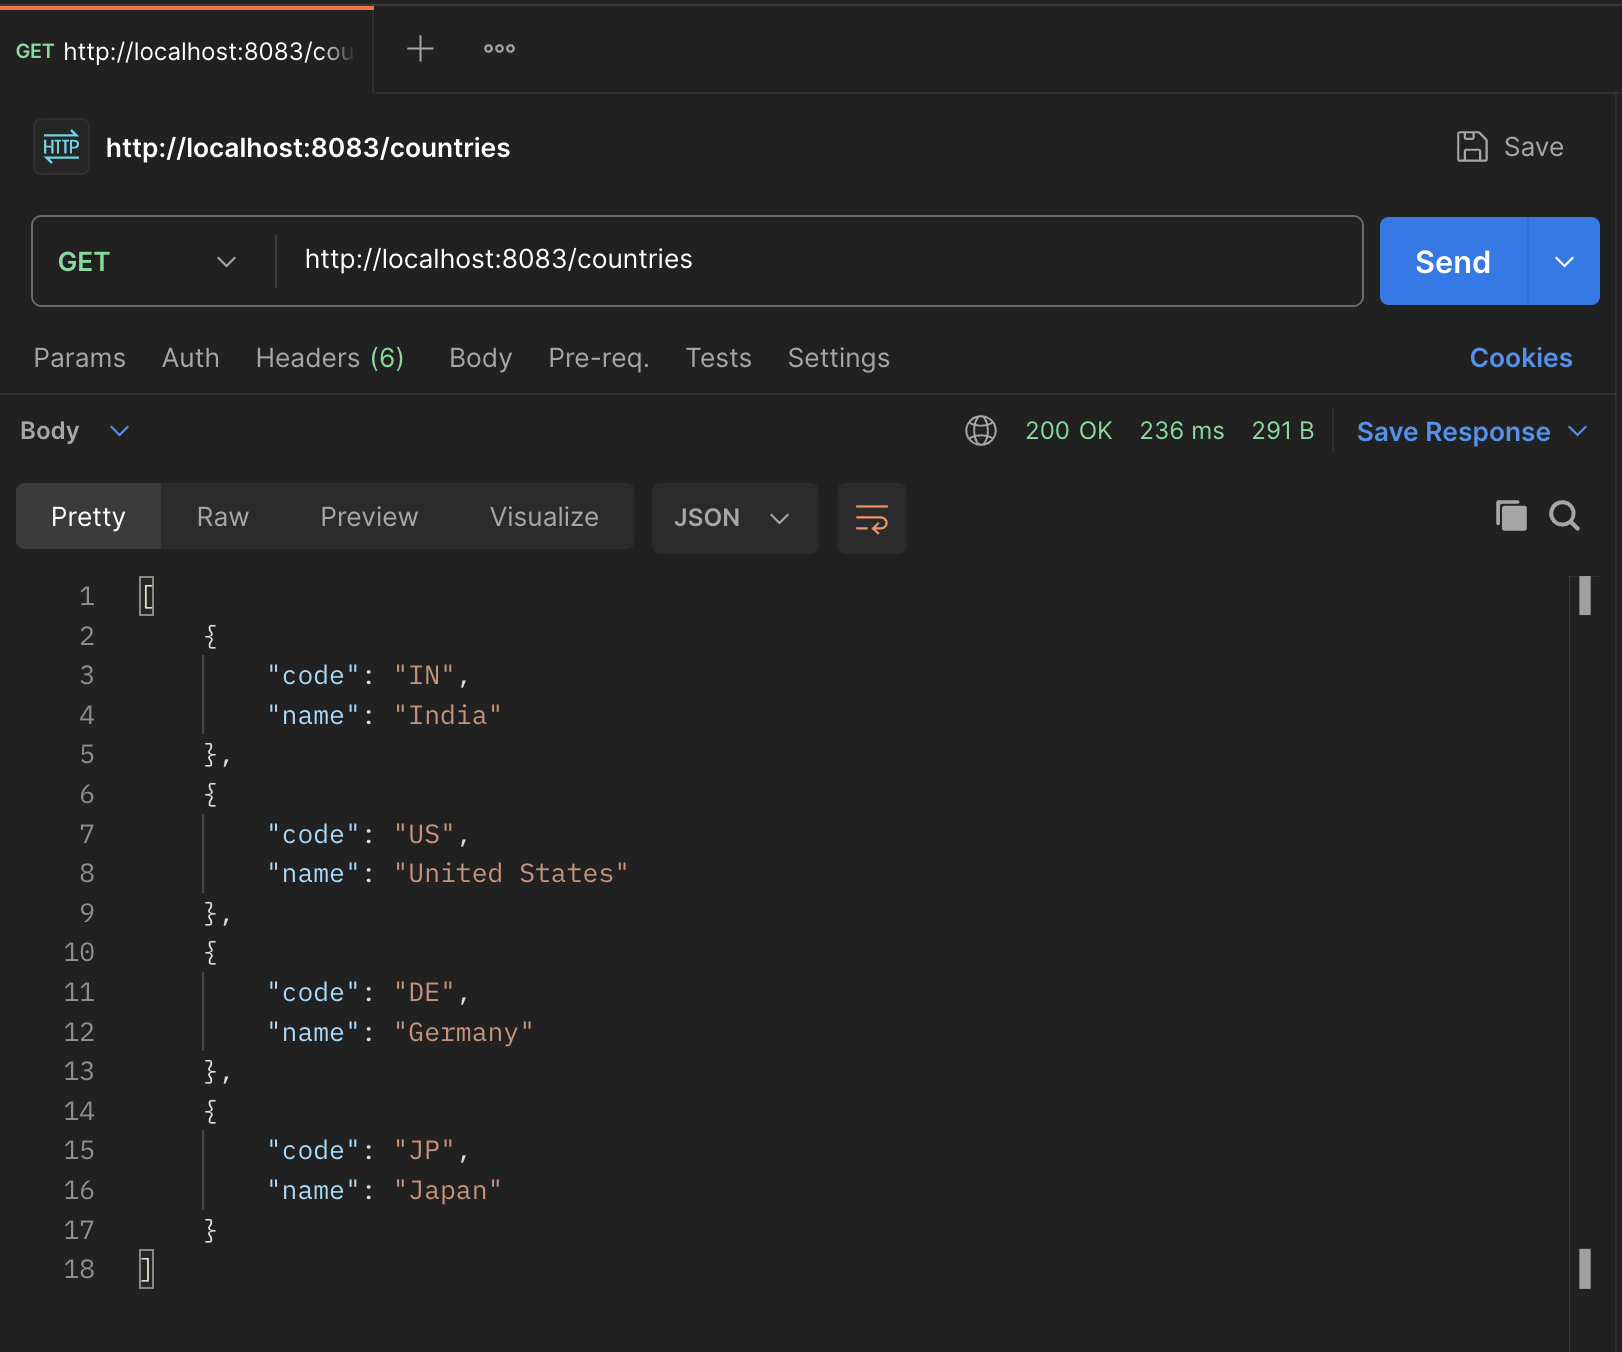 GET http://localhost:8083/cou
HTTP http://localhost:8083/countries Save
GET http://localhost:8083/countries Send
Params Auth Headers (6) Body Pre-req. Tests Settings Cookies
Body 200 OK 236 ms 291 B Save Response
Pretty Raw Preview Visualize JSON
1 [
2 {
3 "code": "IN",
4 "name": "India"
5 },
6 {
7 "code": "US",
8 "name": "United States"
9 },
10 {
11 "code": "DE",
12 "name": "Germany"
13 },
14 {
15 "code": "JP",
16 "name": "Japan"
17 }
18 ]